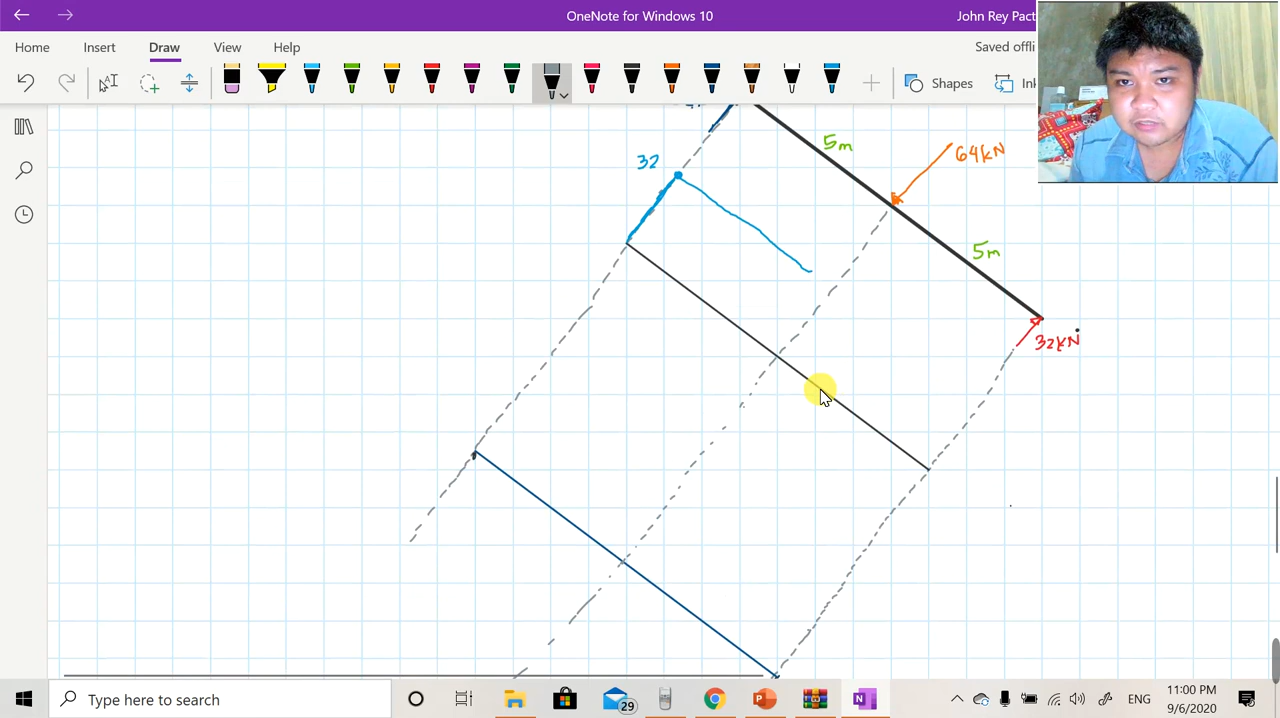 OneNote for Windows 10
John Rey Pact
Home
Insert
Draw
View
Help
Saved offli
Shapes
Ink
5m
64kN
32
5m
32kN
Type here to search
29
ENG
11:00 PM
9/6/2020